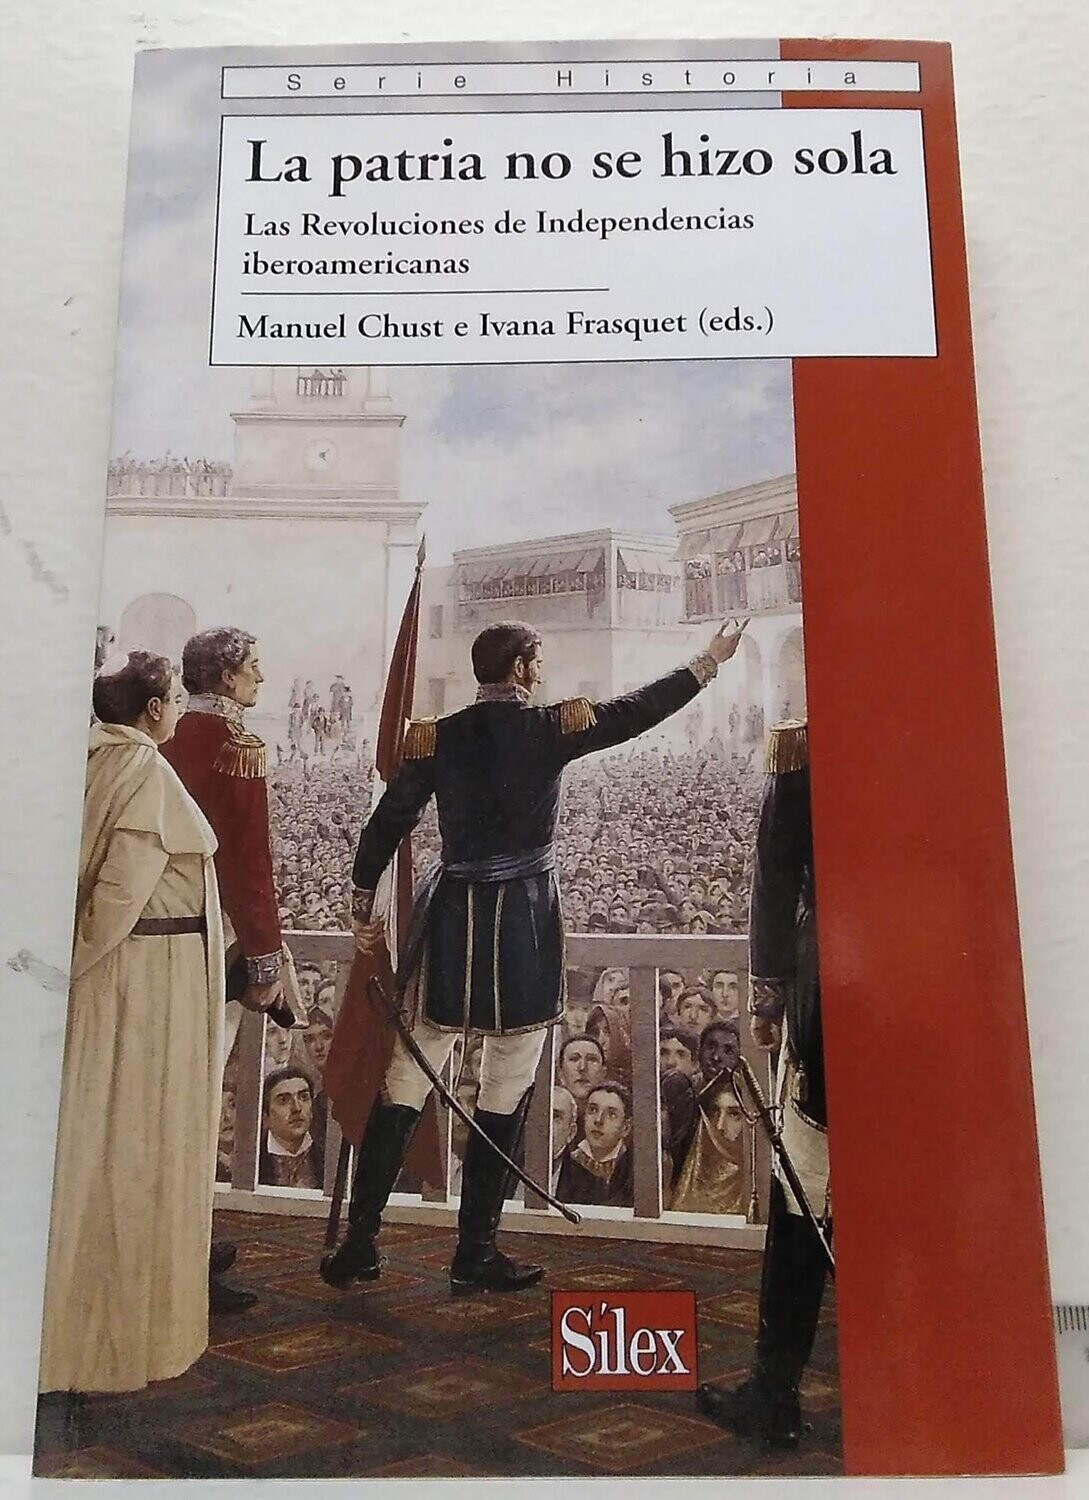 Serie Historia
La patria no se hizo sola
Las Revoluciones de Independencias
iberoamericanas
Manuel Chust e Ivana Frasquet (eds.)
Sílex